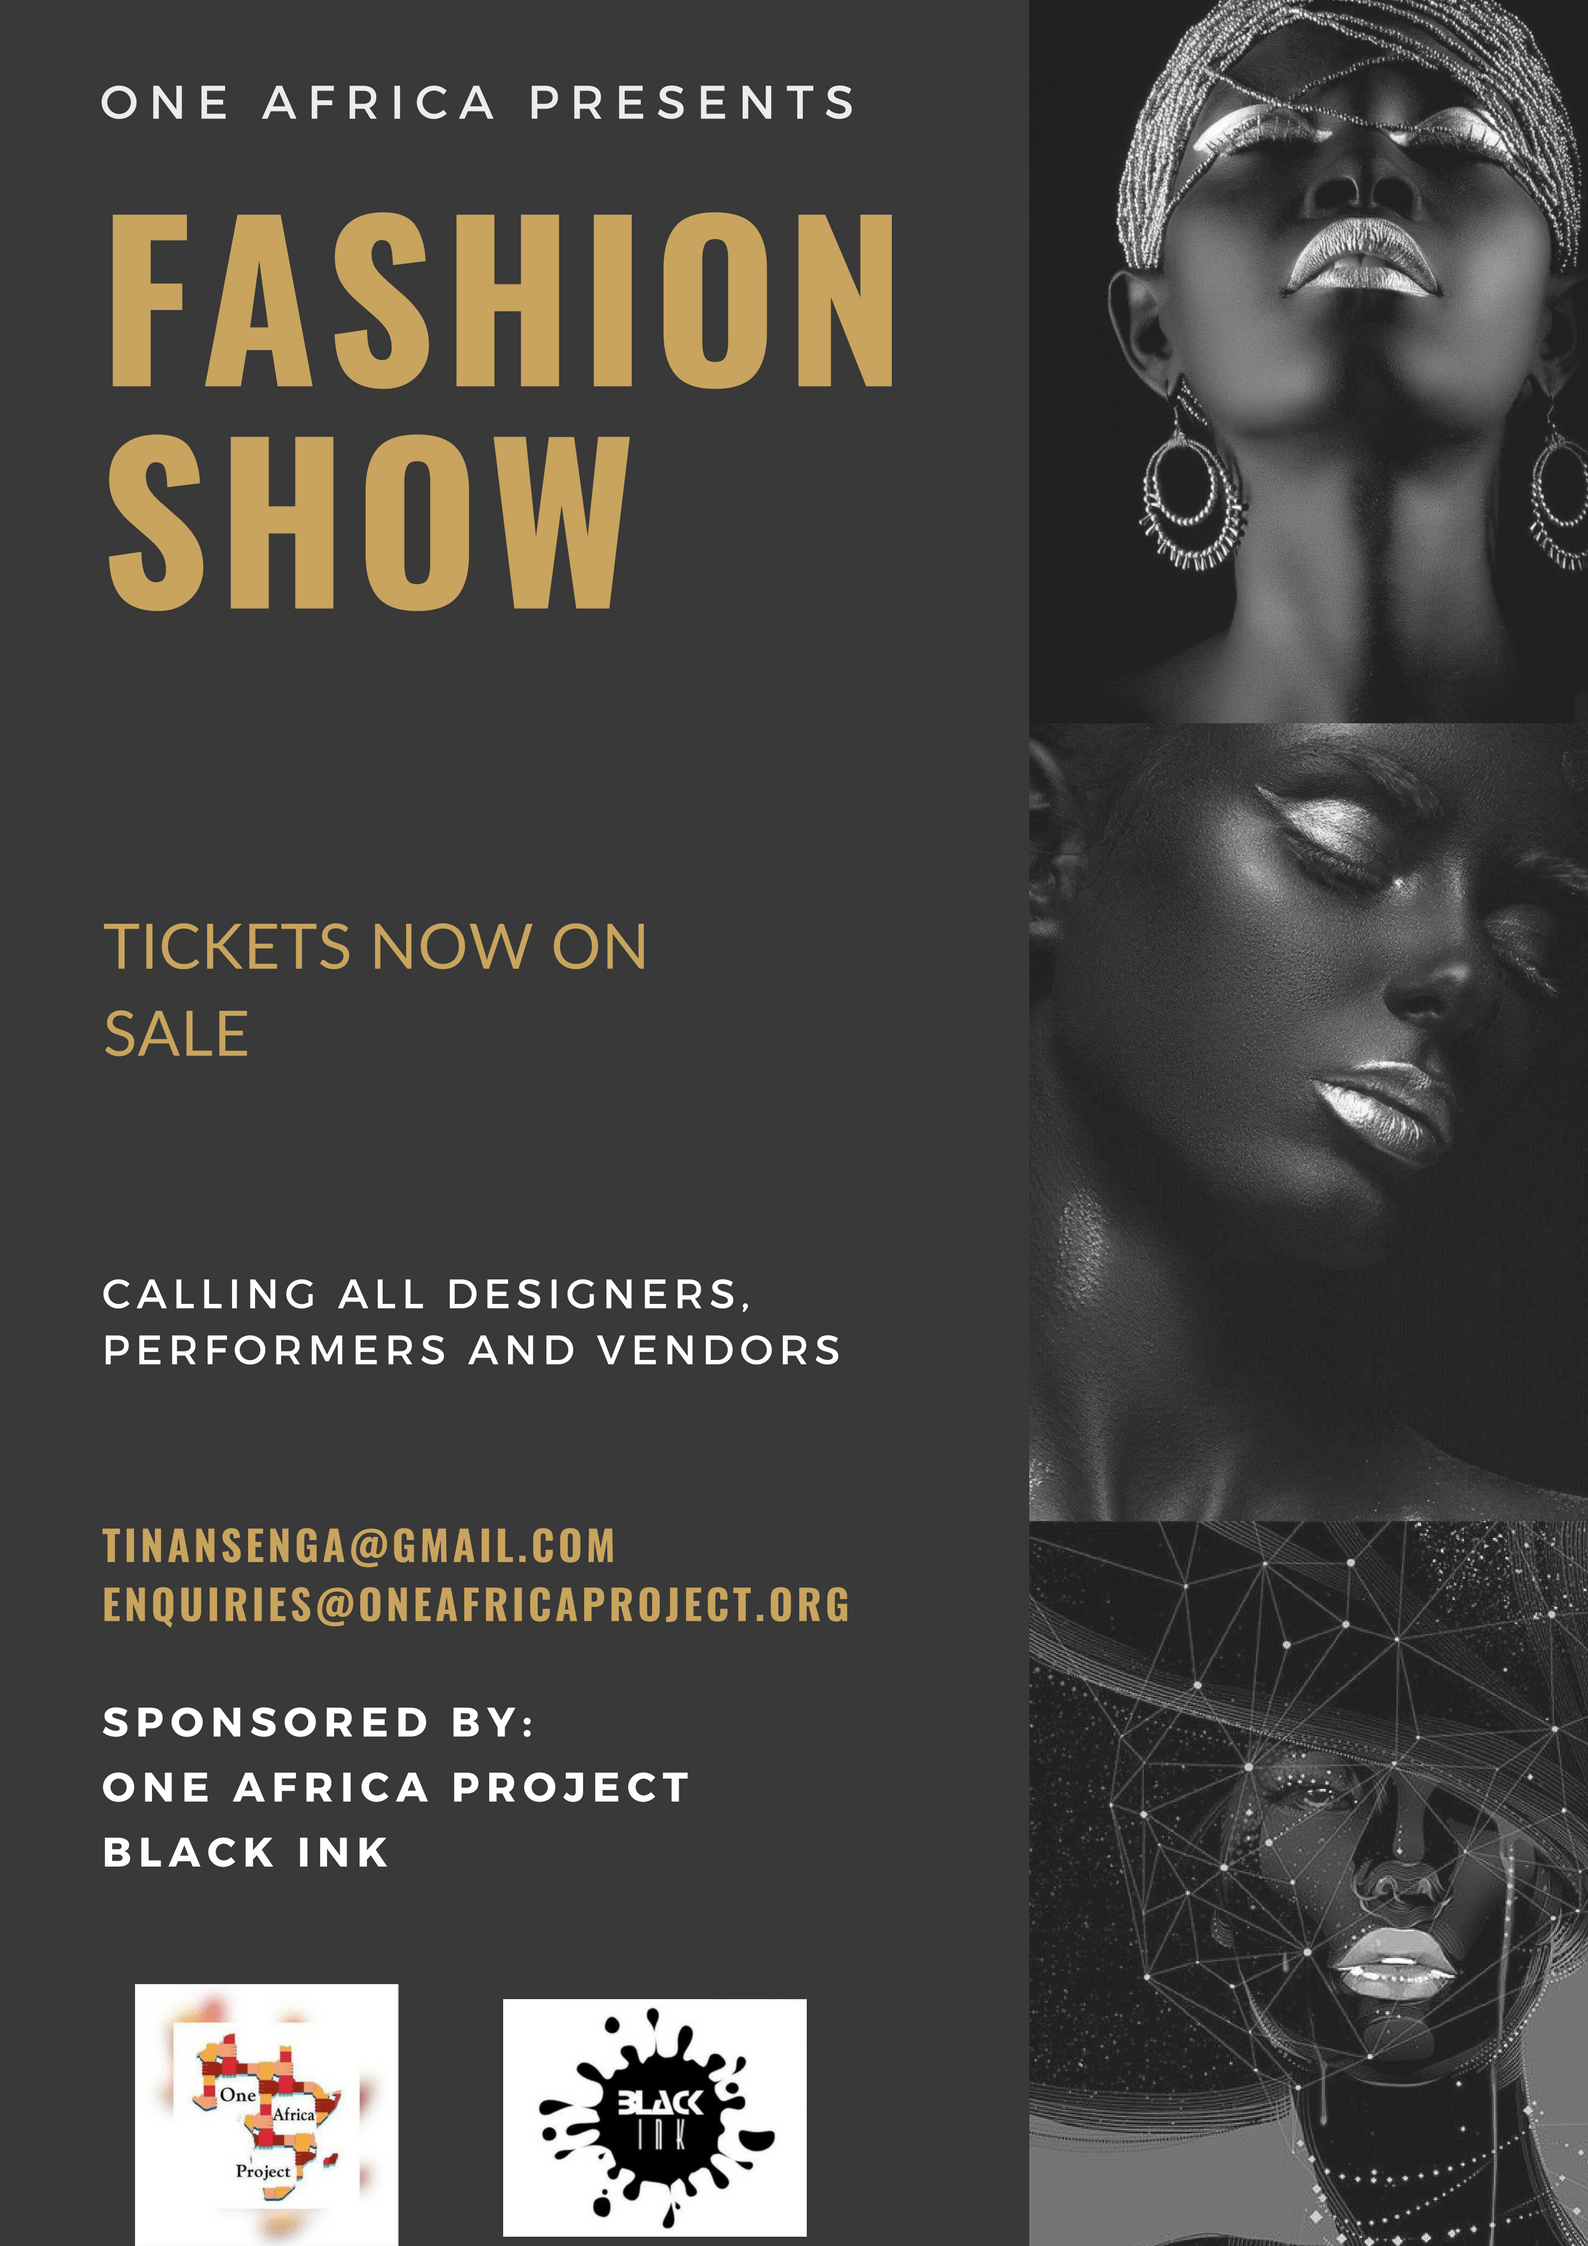 ONE AFRICA PRESENTS
FASHION
SHOW
TICKETS NOW ON
SALE
CALLING ALL DESIGNERS,
PERFORMERS AND VENDORS
TINANSENGA@GMAIL.COM
ENQUIRIES@ONEAFRICAPROJECT.ORG
SPONSORED BY:
ONE AFRICA PROJECT
BLACK INK
One
Africa
Project
BLACK
INK